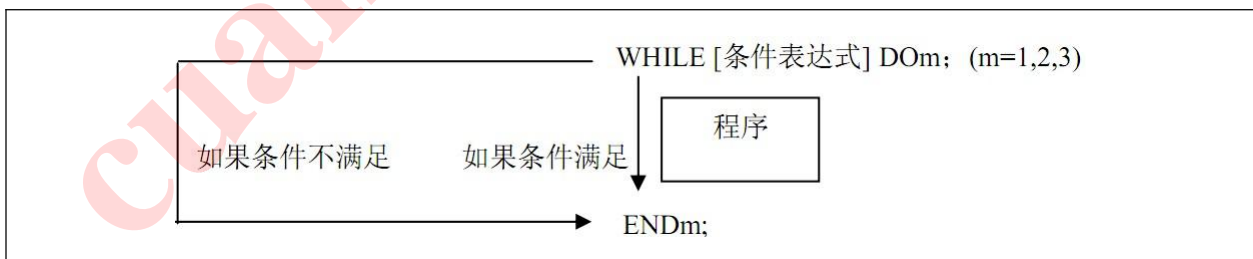 WHILE [条件表达式] DOm；(m=1,2,3)
程序
如果条件不满足 如果条件满足
ENDm;
cua